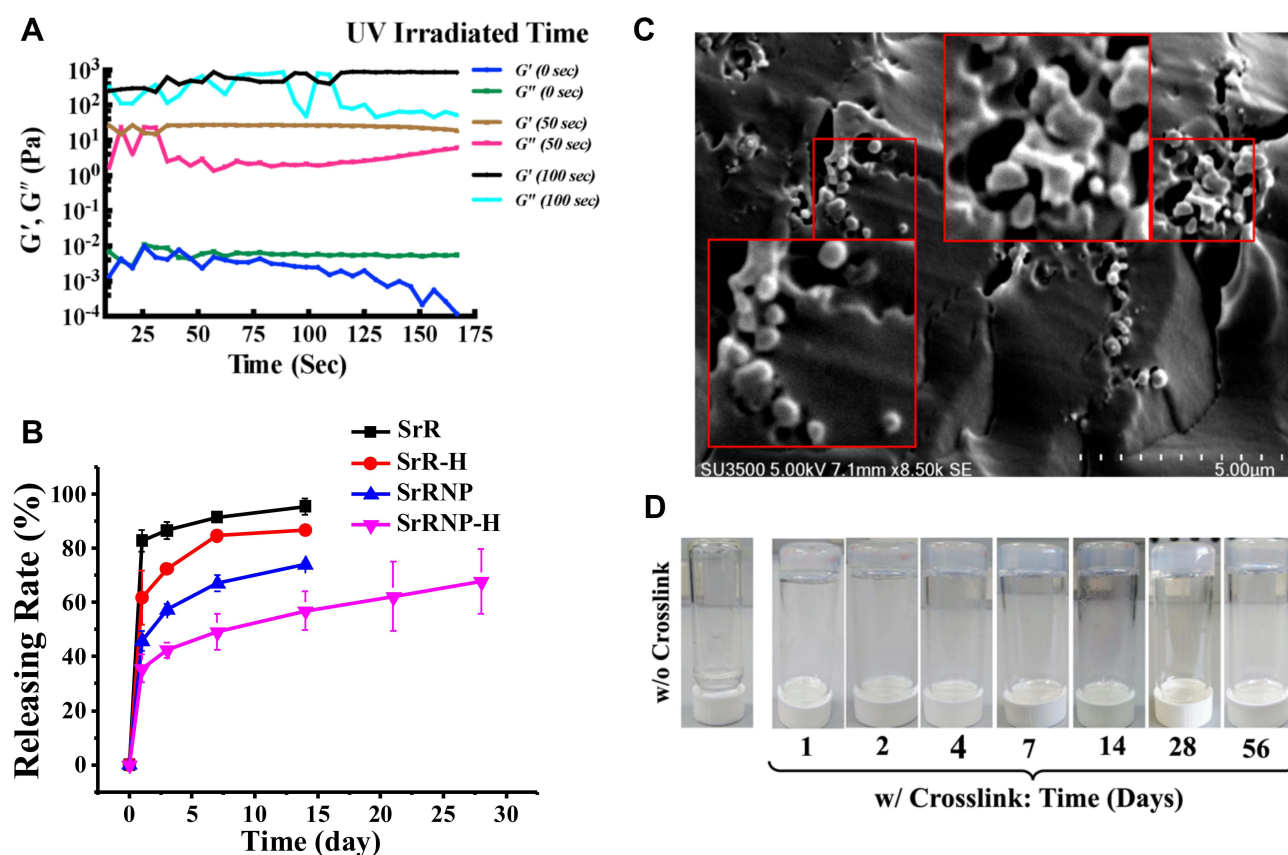 A
UV Irradiated Time
G′, G″ (Pa)
10³
10²
10¹
10⁰
10⁻¹
10⁻²
10⁻³
10⁻⁴
25 50 75 100 125 150 175
Time (Sec)
G′ (0 sec)
G″ (0 sec)
G′ (50 sec)
G″ (50 sec)
G′ (100 sec)
G″ (100 sec)
B
SrR
SrR-H
SrRNP
SrRNP-H
Releasing Rate (%)
100
80
60
40
20
0
0 5 10 15 20 25 30
Time (day)
C
SU3500 5.00kV 7.1mm x8.50k SE
5.00µm
D
w/o Crosslink
1 2 4 7 14 28 56
w/ Crosslink: Time (Days)